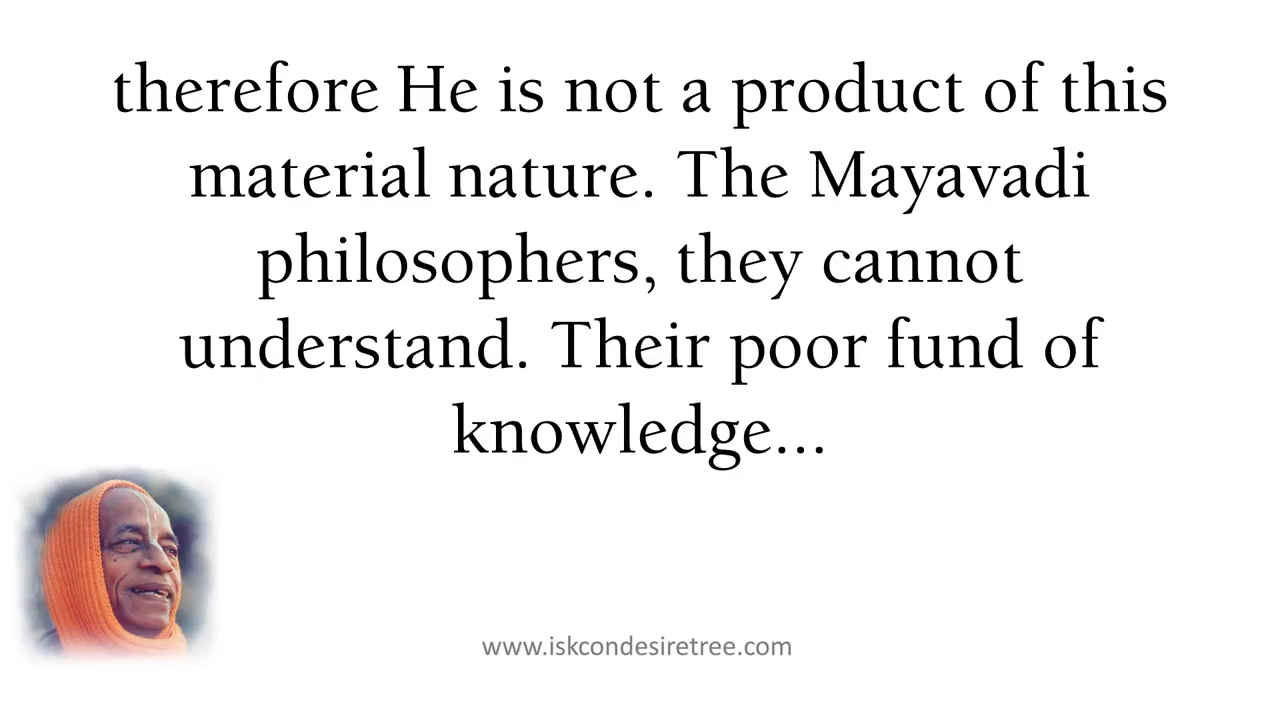 therefore He is not a product of this
material nature. The Mayavadi
philosophers, they cannot
understand. Their poor fund of
knowledge...
www.iskcondesiretree.com